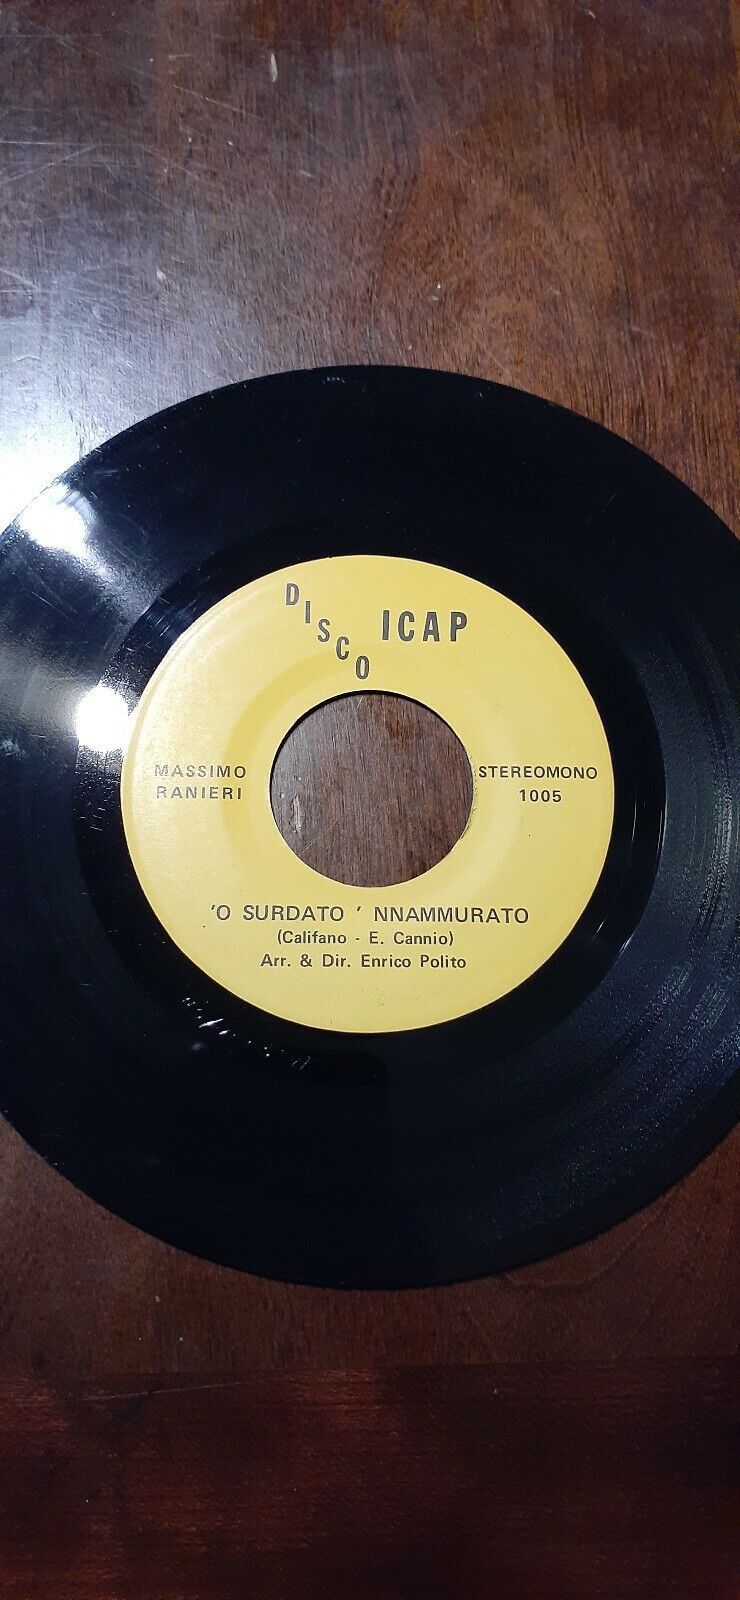 DISCO ICAP
MASSIMO
RANIERI
STEREOMONO
1005
'O SURDATO ' NNAMMURATO
(Califano - E. Cannio)
Arr. & Dir. Enrico Polito